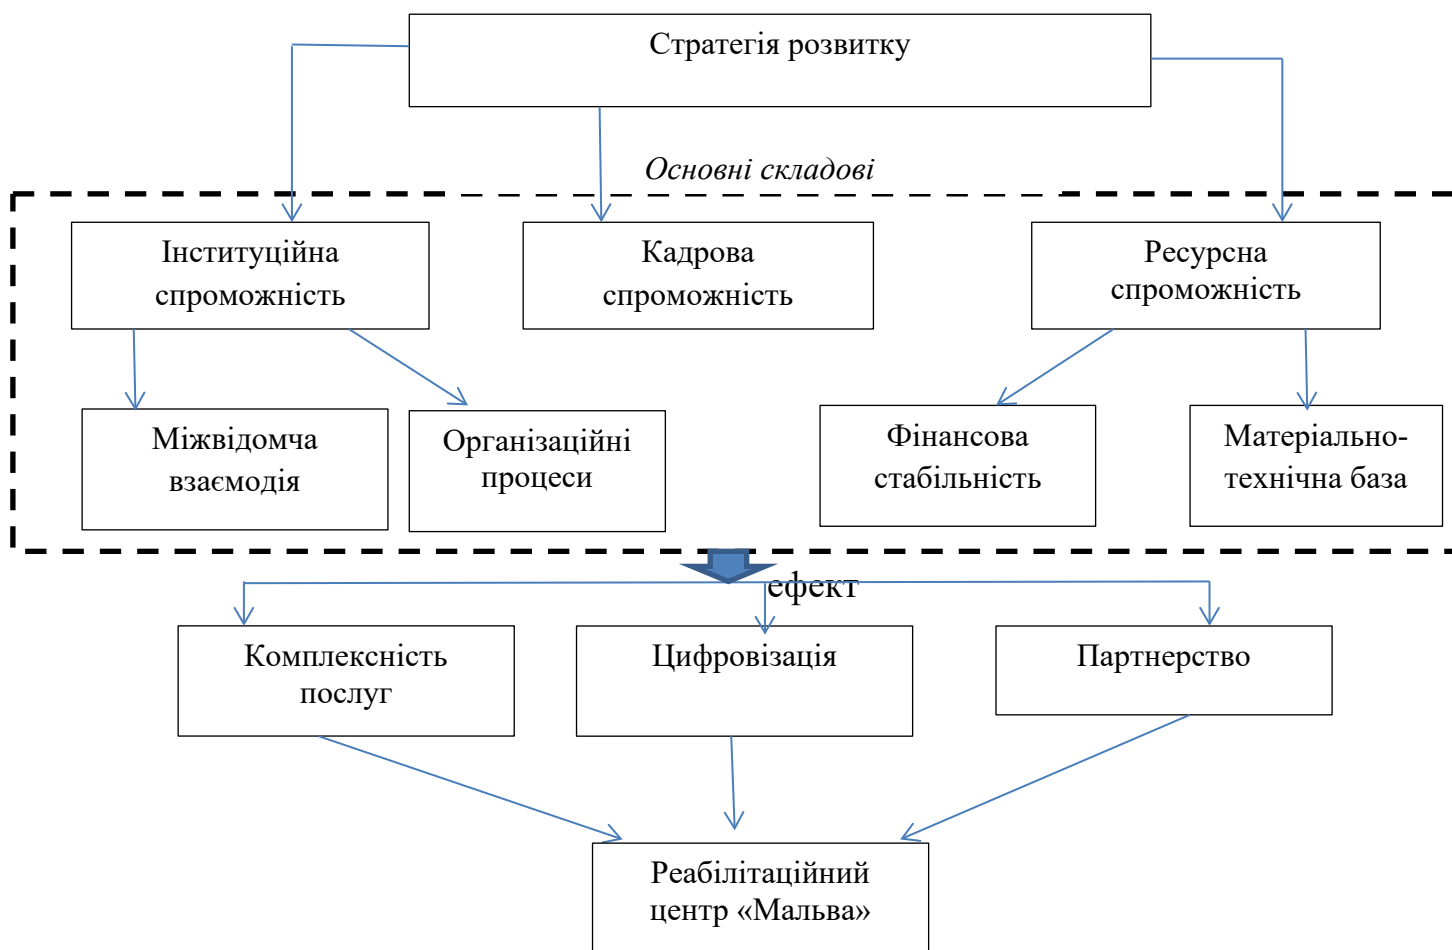 Стратегія розвитку
Основні складові
Інституційна
спроможність
Кадрова
спроможність
Ресурсна
спроможність
Міжвідомча
взаємодія
Організаційні
процеси
Фінансова
стабільність
Матеріально-
технічна база
ефект
Комплексність
послуг
Цифровізація
Партнерство
Реабілітаційний
центр «Мальва»